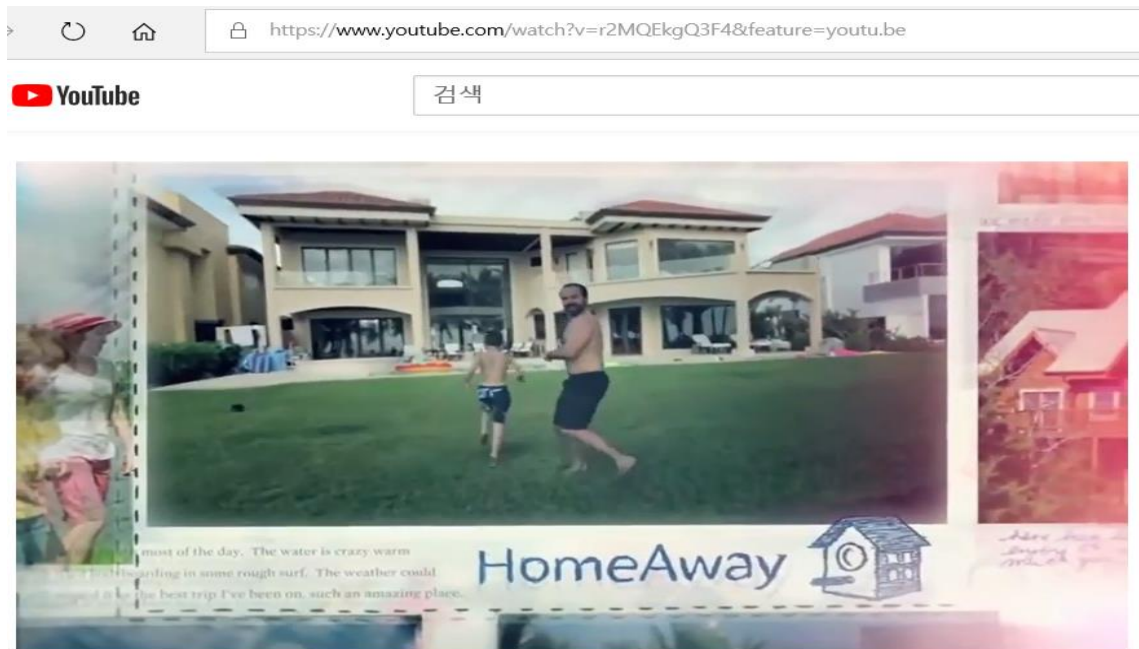 https://www.youtube.com/watch?v=r2MQEkgQ3F4&feature=youtu.be
YouTube
검색
most of the day. The water is crazy warm
in some rough surf. The weather could
the best trip I've been on, such an amazing place.
HomeAway